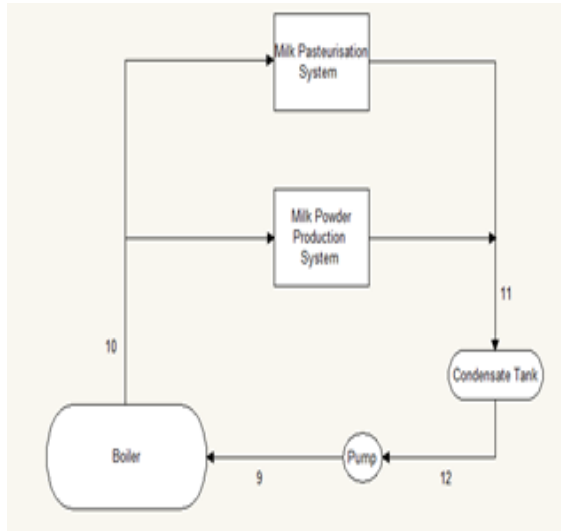 Milk Pasteurisation
System
Milk Powder
Production
System
11
10
Condensate Tank
Boiler
Pump
9
12